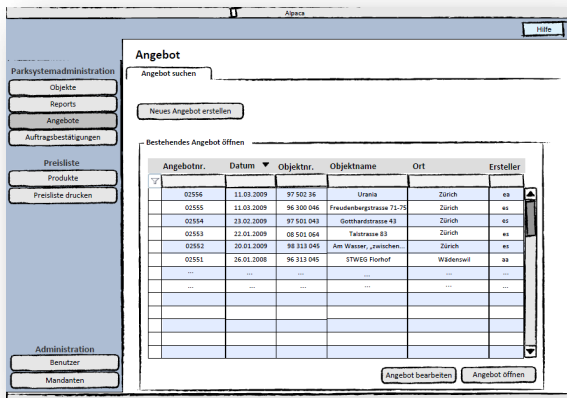 Alpaca
Hilfe
Angebot
Parksystemadministration
Angebot suchen
Objekte
Reports
Angebote
Auftragsbestätigungen
Preisliste
Produkte
Preisliste drucken
Administration
Benutzer
Mandanten
Neues Angebot erstellen
Bestehendes Angebot öffnen
Angebotnr. Datum Objektnr. Objektname Ort Ersteller
02556 11.03.2009 97 502 36 Urania Zürich ea
02555 11.03.2009 96 300 046 Freudenbergstrasse 71-75 Zürich es
02554 23.02.2009 97 501 043 Gotthardstrasse 43 Zürich es
02553 22.01.2009 08 501 064 Talstrasse 83 Zürich es
02552 20.01.2009 98 313 045 Am Wasser, „zwischen... Zürich es
02551 26.01.2008 96 313 045 STWEG Florhof Wädenswil aa
... ... ... ... ... ...
... ... ... ... ... ...
Angebot bearbeiten Angebot öffnen